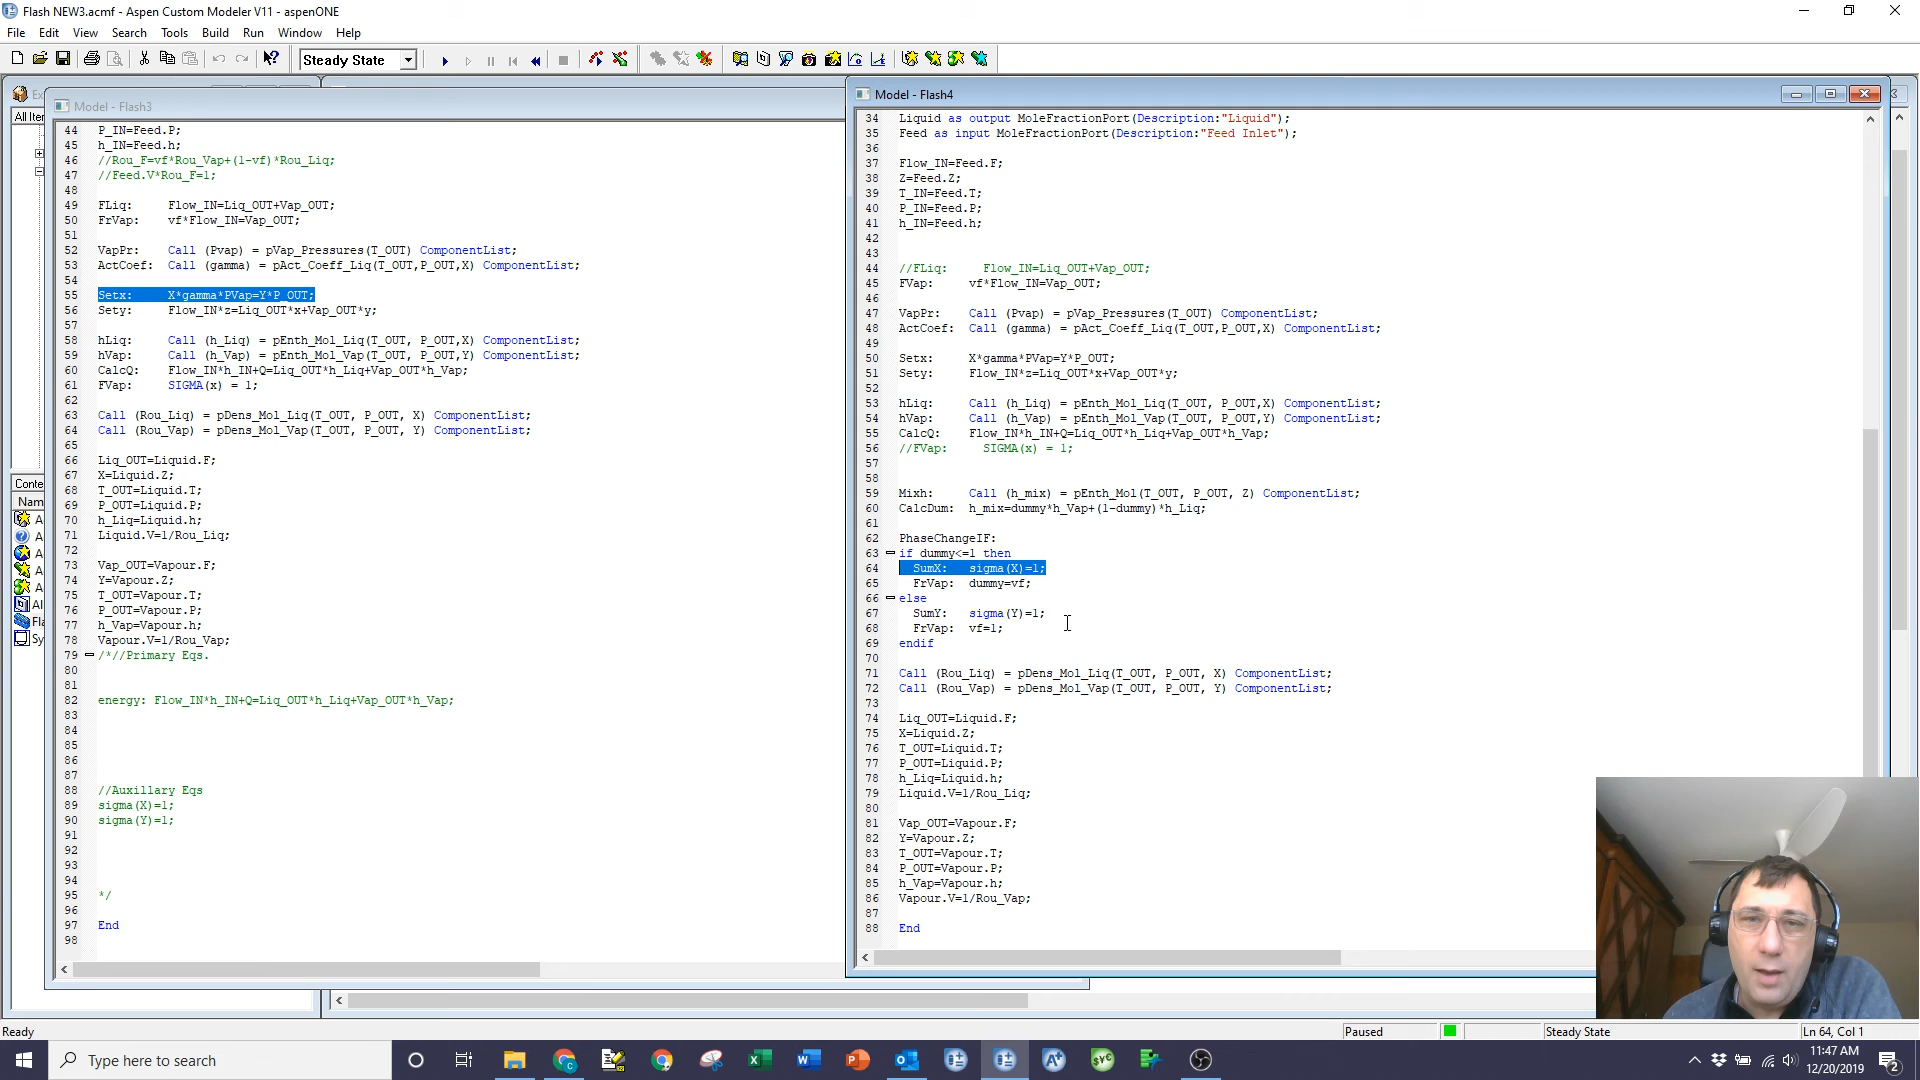 Flash NEW3.acmf - Aspen Custom Modeler V11 - aspenONE
File Edit View Search Tools Build Run Window Help
Steady State
Model - Flash3
44 P_IN=Feed.P;
45 h_IN=Feed.h;
46 //Rou_F=vf*Rou_Vap+(1-vf)*Rou_Liq;
47 //Feed.V*Rou_F=1;
48
49 FLiq: Flow_IN=Liq_OUT+Vap_OUT;
50 FrVap: vf*Flow_IN=Vap_OUT;
51
52 VapPr: Call (Pvap) = pVap_Pressures(T_OUT) ComponentList;
53 ActCoef: Call (gamma) = pAct_Coeff_Liq(T_OUT,P_OUT,X) ComponentList;
54
55 Setx: X*gamma*PVap=Y*P_OUT;
56 Sety: Flow_IN*z=Liq_OUT*x+Vap_OUT*y;
57
58 hLiq: Call (h_Liq) = pEnth_Mol_Liq(T_OUT, P_OUT,X) ComponentList;
59 hVap: Call (h_Vap) = pEnth_Mol_Vap(T_OUT, P_OUT,Y) ComponentList;
60 CalcQ: Flow_IN*h_IN+Q=Liq_OUT*h_Liq+Vap_OUT*h_Vap;
61 FVap: SIGMA(x) = 1;
62
63 Call (Rou_Liq) = pDens_Mol_Liq(T_OUT, P_OUT, X) ComponentList;
64 Call (Rou_Vap) = pDens_Mol_Vap(T_OUT, P_OUT, Y) ComponentList;
65
66 Liq_OUT=Liquid.F;
67 X=Liquid.Z;
68 T_OUT=Liquid.T;
69 P_OUT=Liquid.P;
70 h_Liq=Liquid.h;
71 Liquid.V=1/Rou_Liq;
72
73 Vap_OUT=Vapour.F;
74 Y=Vapour.Z;
75 T_OUT=Vapour.T;
76 P_OUT=Vapour.P;
77 h_Vap=Vapour.h;
78 Vapour.V=1/Rou_Vap;
79 /*//Primary Eqs.
80
81
82 energy: Flow_IN*h_IN+Q=Liq_OUT*h_Liq+Vap_OUT*h_Vap;
83
84
85
86
87
88 //Auxillary Eqs
89 sigma(X)=1;
90 sigma(Y)=1;
91
92
93
94
95 */
96
97 End
98
Model - Flash4
34 Liquid as output MoleFractionPort(Description:"Liquid");
35 Feed as input MoleFractionPort(Description:"Feed Inlet");
36
37 Flow_IN=Feed.F;
38 Z=Feed.Z;
39 T_IN=Feed.T;
40 P_IN=Feed.P;
41 h_IN=Feed.h;
42
43
44 //FLiq: Flow_IN=Liq_OUT+Vap_OUT;
45 FVap: vf*Flow_IN=Vap_OUT;
46
47 VapPr: Call (Pvap) = pVap_Pressures(T_OUT) ComponentList;
48 ActCoef: Call (gamma) = pAct_Coeff_Liq(T_OUT,P_OUT,X) ComponentList;
49
50 Setx: X*gamma*PVap=Y*P_OUT;
51 Sety: Flow_IN*z=Liq_OUT*x+Vap_OUT*y;
52
53 hLiq: Call (h_Liq) = pEnth_Mol_Liq(T_OUT, P_OUT,X) ComponentList;
54 hVap: Call (h_Vap) = pEnth_Mol_Vap(T_OUT, P_OUT,Y) ComponentList;
55 CalcQ: Flow_IN*h_IN+Q=Liq_OUT*h_Liq+Vap_OUT*h_Vap;
56 //FVap: SIGMA(x) = 1;
57
58
59 Mixh: Call (h_mix) = pEnth_Mol(T_OUT, P_OUT, Z) ComponentList;
60 CalcDum: h_mix=dummy*h_Vap+(1-dummy)*h_Liq;
61
62 PhaseChangeIF:
63 if dummy<=1 then
64 SumX: sigma(X)=1;
65 FrVap: dummy=vf;
66 else
67 SumY: sigma(Y)=1;
68 FrVap: vf=1;
69 endif
70
71 Call (Rou_Liq) = pDens_Mol_Liq(T_OUT, P_OUT, X) ComponentList;
72 Call (Rou_Vap) = pDens_Mol_Vap(T_OUT, P_OUT, Y) ComponentList;
73
74 Liq_OUT=Liquid.F;
75 X=Liquid.Z;
76 T_OUT=Liquid.T;
77 P_OUT=Liquid.P;
78 h_Liq=Liquid.h;
79 Liquid.V=1/Rou_Liq;
80
81 Vap_OUT=Vapour.F;
82 Y=Vapour.Z;
83 T_OUT=Vapour.T;
84 P_OUT=Vapour.P;
85 h_Vap=Vapour.h;
86 Vapour.V=1/Rou_Vap;
87
88 End
Ready
Paused
Steady State
Ln 64, Col 1
Type here to search
11:47 AM
12/20/2019